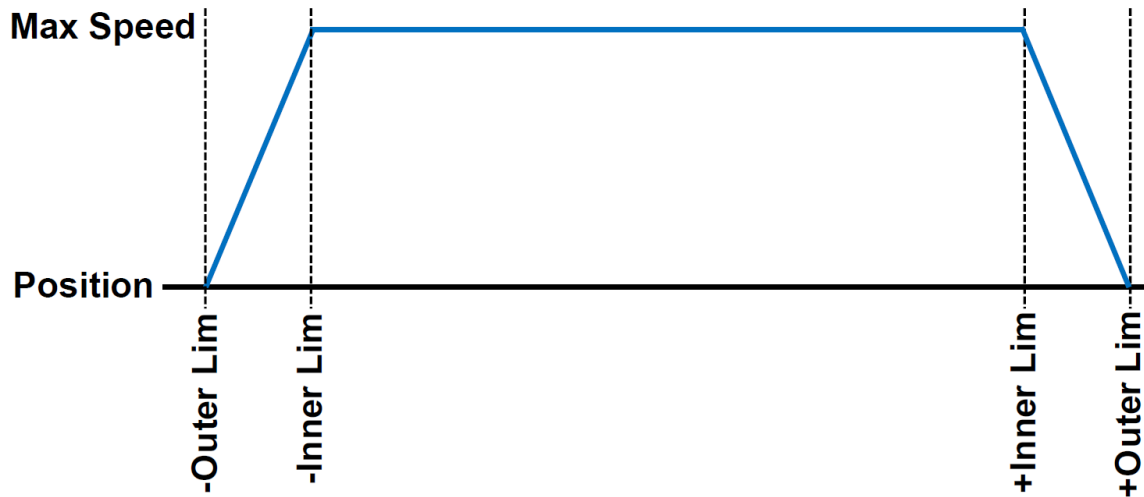 Max Speed
Position
-Outer Lim
-Inner Lim
+Inner Lim
+Outer Lim